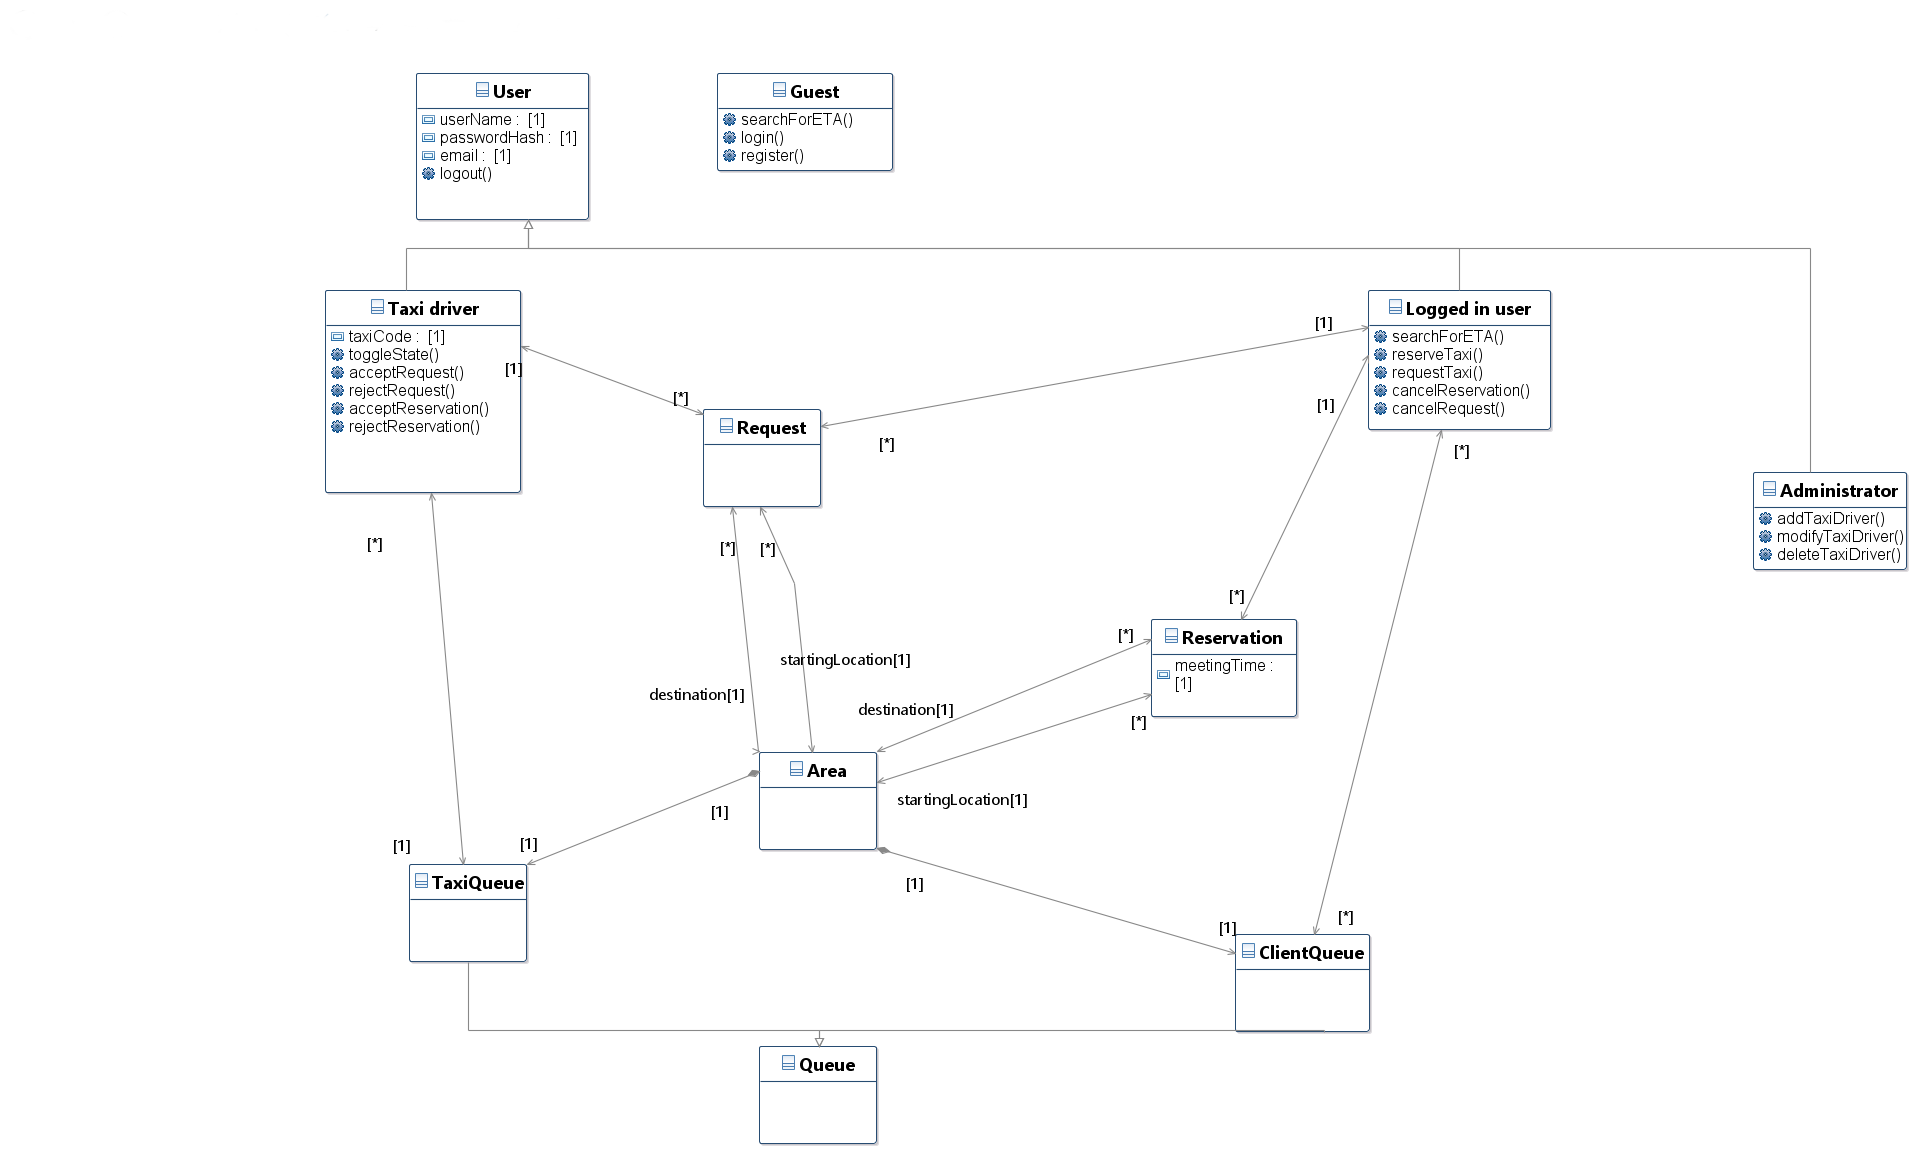 User
userName : [1]
passwordHash : [1]
email : [1]
logout()
Guest
searchForETA()
login()
register()
Taxi driver
taxiCode : [1]
toggleState()
acceptRequest()
rejectRequest()
acceptReservation()
rejectReservation()
Logged in user
searchForETA()
reserveTaxi()
requestTaxi()
cancelReservation()
cancelRequest()
[1]
[1]
[*]
[1]
Request
[*]
[*]
Administrator
addTaxiDriver()
modifyTaxiDriver()
deleteTaxiDriver()
[*]
[*]
[*]
[*]
[*]
Reservation
meetingTime :
[1]
startingLocation[1]
destination[1]
destination[1]
[*]
Area
startingLocation[1]
[1]
[1]
[1]
TaxiQueue
[1]
[*]
[1]
ClientQueue
Queue